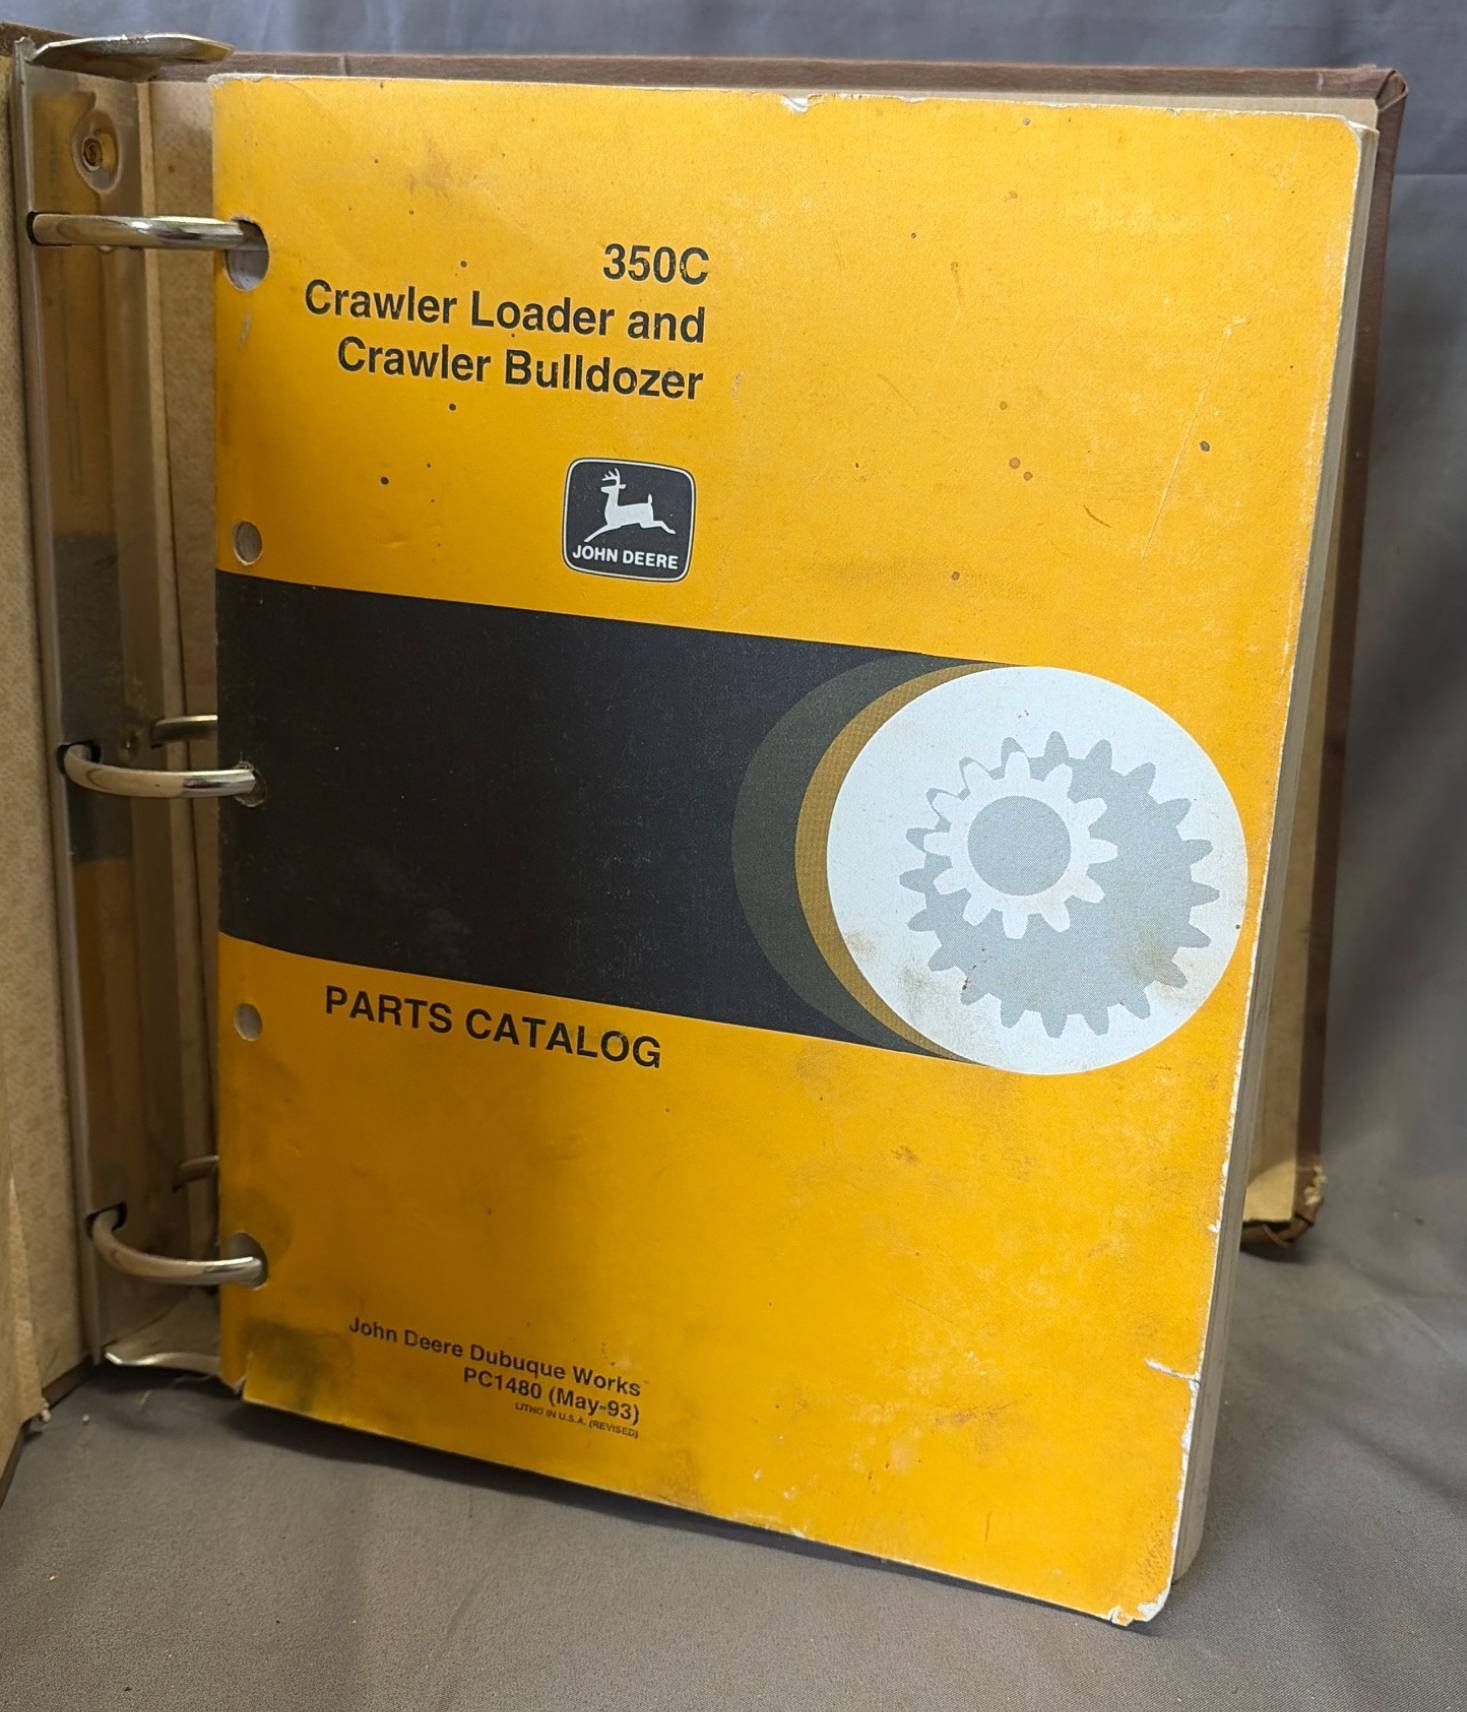 350C
Crawler Loader and
Crawler Bulldozer
JOHN DEERE
PARTS CATALOG
John Deere Dubuque Works
PC1480 (May-93)
LITHO IN U.S.A. (REVISED)